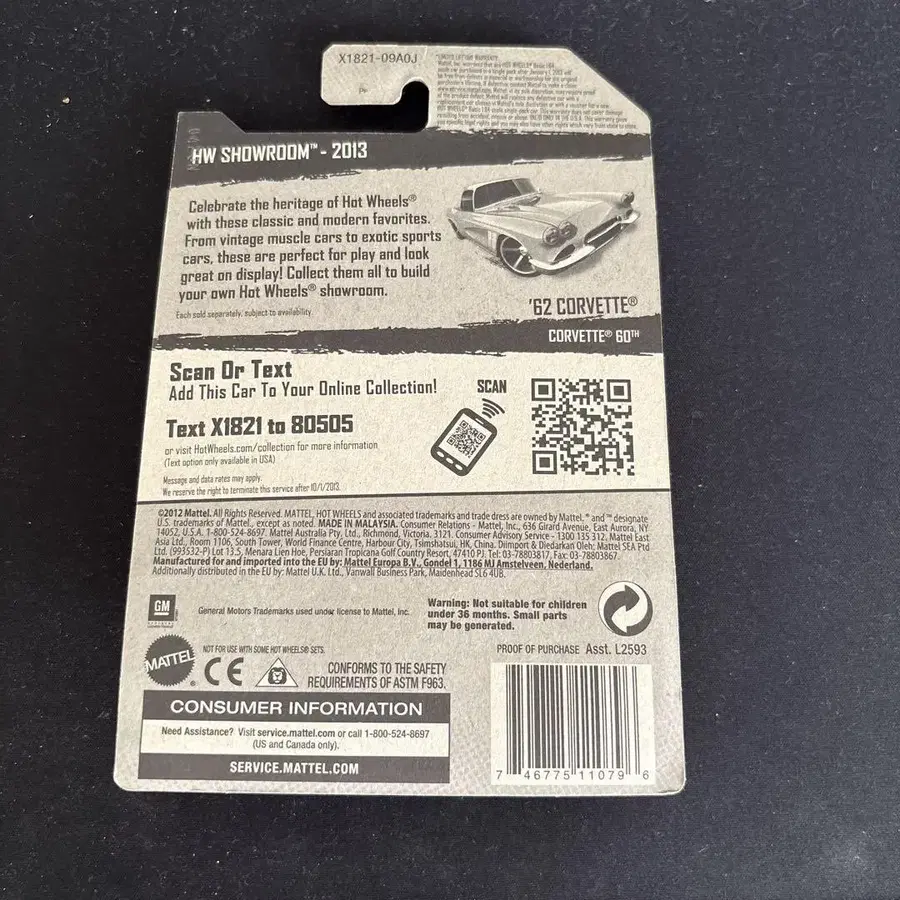 X1821-09A0J
LIMITED LIFETIME WARRANTY
HW SHOWROOM™ - 2013
Celebrate the heritage of Hot Wheels®
with these classic and modern favorites.
From vintage muscle cars to exotic sports
cars, these are perfect for play and look
great on display! Collect them all to build
your own Hot Wheels® showroom.
Each sold separately, subject to availability.
'62 CORVETTE®
CORVETTE® 60TH
Scan Or Text
Add This Car To Your Online Collection!
Text X1821 to 80505
or visit HotWheels.com/collection for more information
(Text option only available in USA)
Message and data rates may apply.
We reserve the right to terminate this service after 10/1/2013.
SCAN
©2012 Mattel. All Rights Reserved. MATTEL, HOT WHEELS and associated trademarks and trade dress are owned by Mattel. ® and ™ designate
U.S. trademarks of Mattel, except as noted. MADE IN MALAYSIA. Consumer Relations - Mattel, Inc., 636 Girard Avenue, East Aurora, NY
14052, U.S.A. 1-800-524-8697. Mattel Australia Pty. Ltd., Richmond, Victoria. 3121. Consumer Advisory Service - 1300 135 312. Mattel East
Asia Ltd., Room 1106, South Tower, World Finance Centre, Harbour City, Tsimshatsui, HK, China. Diimport & Diedarkan Oleh: Mattel SEA Ptd
Ltd. (993532-P) Lot 13.5, Menara Lien Hoe, Persiaran Tropicana Golf Country Resort, 47410 PJ. Tel: 03-78803817, Fax: 03-78803867.
Manufactured for and imported into the EU by: Mattel Europa B.V., Gondel 1, 1186 MJ Amstelveen, Nederland.
Additionally distributed in the EU by: Mattel U.K. Ltd., Vanwall Business Park, Maidenhead SL6 4UB.
GM
General Motors Trademarks used under license to Mattel, Inc.
Warning: Not suitable for children
under 36 months. Small parts
may be generated.
MATTEL
NOT FOR USE WITH SOME HOT WHEELS® SETS.
CE
CONFORMS TO THE SAFETY
REQUIREMENTS OF ASTM F963.
PROOF OF PURCHASE Asst. L2593
CONSUMER INFORMATION
Need Assistance? Visit service.mattel.com or call 1-800-524-8697
(US and Canada only).
SERVICE.MATTEL.COM
7 46775 11079 6